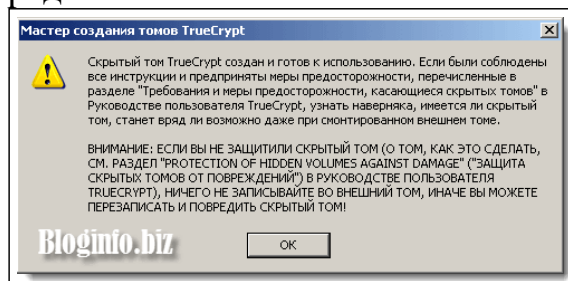 Мастер создания томов TrueCrypt
Скрытый том TrueCrypt создан и готов к использованию. Если были соблюдены
все инструкции и предприняты меры предосторожности, перечисленные в
разделе "Требования и меры предосторожности, касающиеся скрытых томов" в
Руководстве пользователя TrueCrypt, узнать наверняка, имеется ли скрытый
том, станет вряд ли возможно даже при смонтированном внешнем томе.
ВНИМАНИЕ: ЕСЛИ ВЫ НЕ ЗАЩИТИЛИ СКРЫТЫЙ ТОМ (О ТОМ, КАК ЭТО СДЕЛАТЬ,
СМ. РАЗДЕЛ "PROTECTION OF HIDDEN VOLUMES AGAINST DAMAGE" ("ЗАЩИТА
СКРЫТЫХ ТОМОВ ОТ ПОВРЕЖДЕНИЙ") В РУКОВОДСТВЕ ПОЛЬЗОВАТЕЛЯ
TRUECRYPT), НИЧЕГО НЕ ЗАПИСЫВАЙТЕ ВО ВНЕШНИЙ ТОМ, ИНАЧЕ ВЫ МОЖЕТЕ
ПЕРЕЗАПИСАТЬ И ПОВРЕДИТЬ СКРЫТЫЙ ТОМ!
Bloginfo.biz
OK